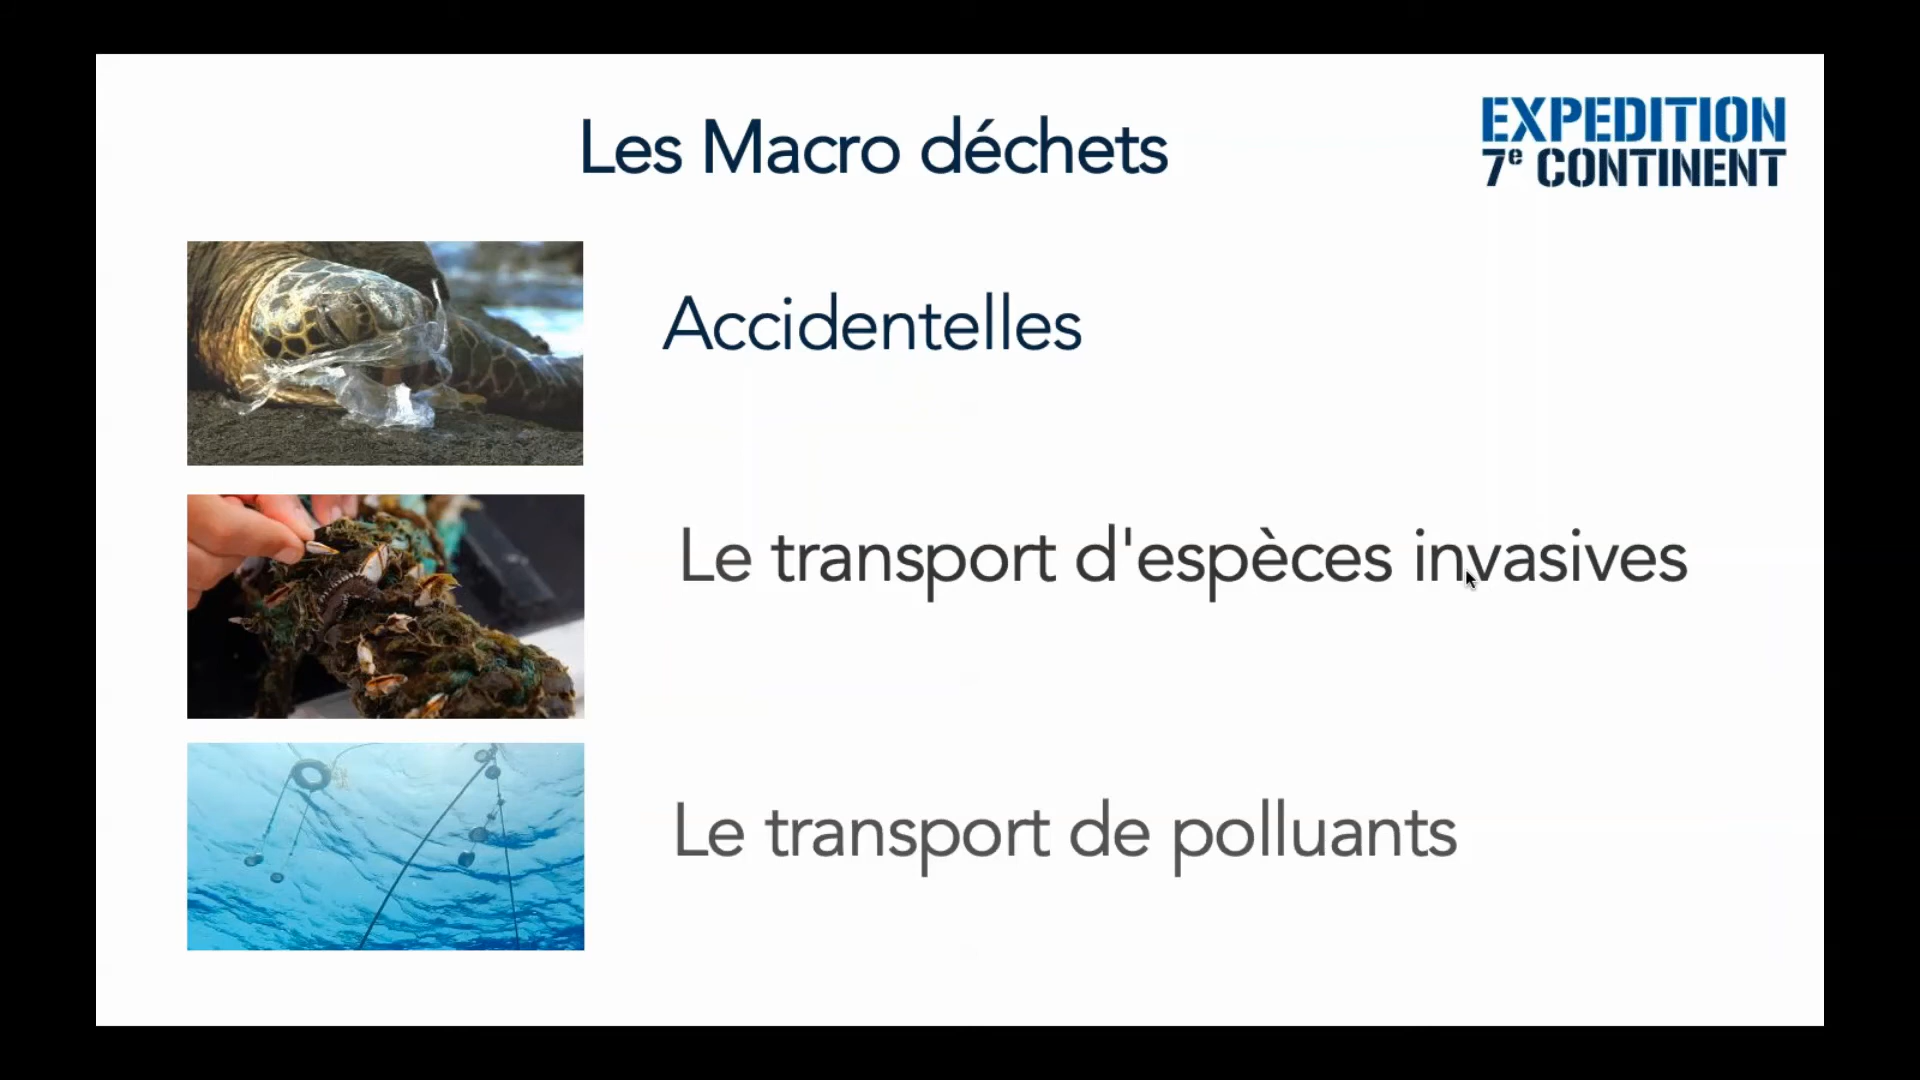 Les Macro déchets
EXPEDITION
7e CONTINENT
Accidentelles
Le transport d'espèces invasives
Le transport de polluants